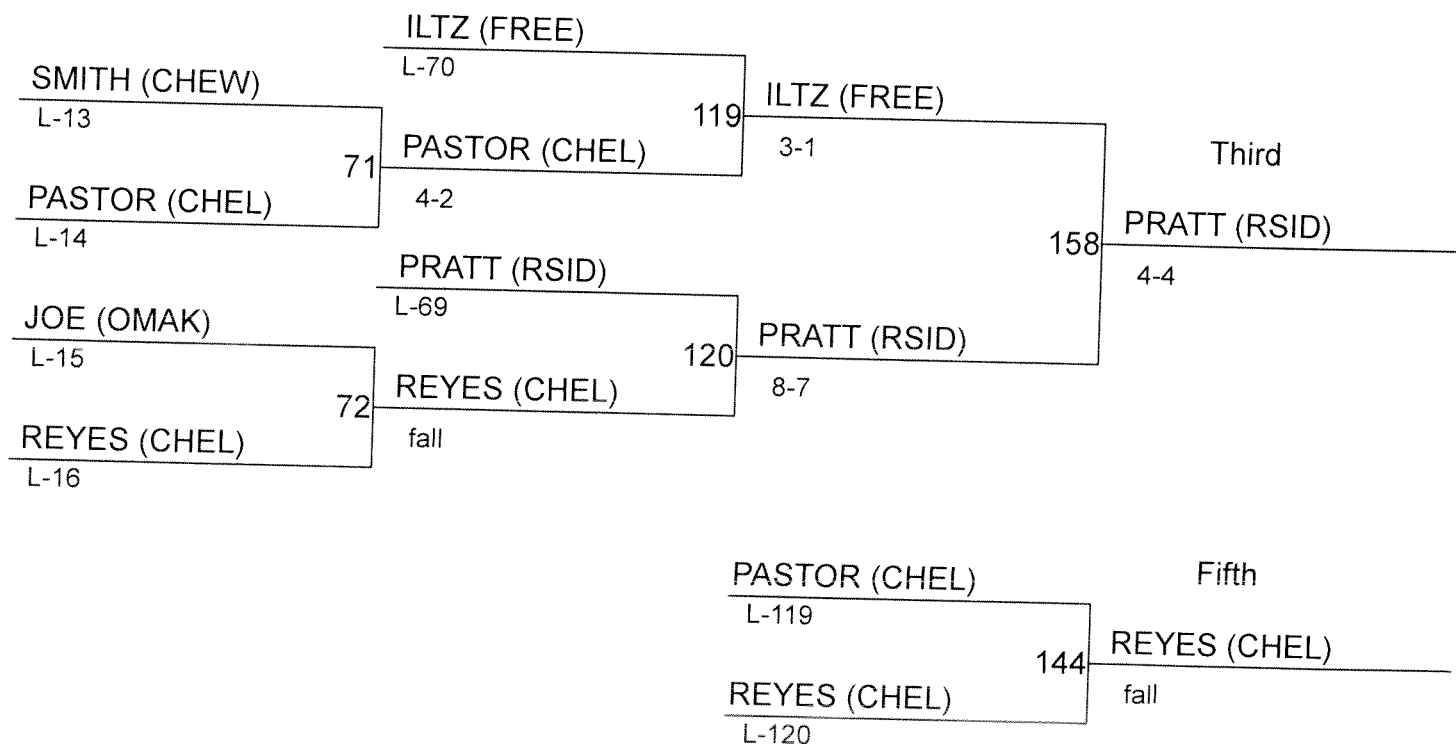 ILTZ (FREE)
L-70
SMITH (CHEW)
L-13
119
ILTZ (FREE)
3-1
71
PASTOR (CHEL)
4-2
Third
PASTOR (CHEL)
L-14
158
PRATT (RSID)
4-4
PRATT (RSID)
L-69
JOE (OMAK)
L-15
120
PRATT (RSID)
8-7
72
REYES (CHEL)
fall
REYES (CHEL)
L-16
PASTOR (CHEL)
L-119
Fifth
144
REYES (CHEL)
fall
REYES (CHEL)
L-120